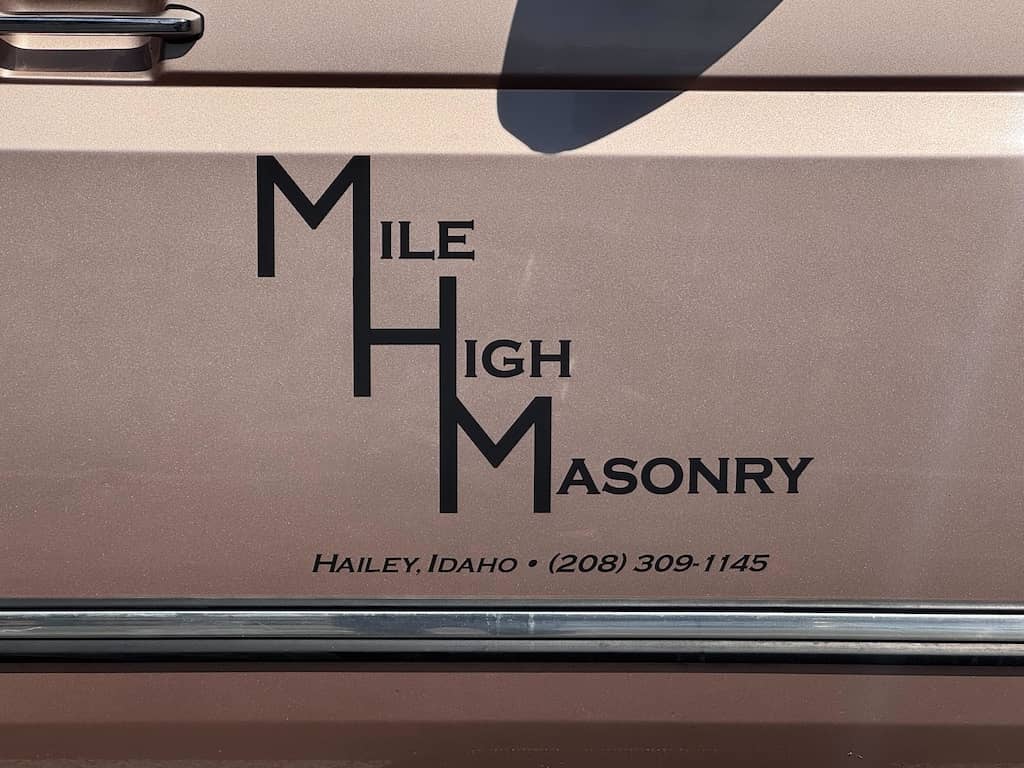 Mile
High
Masonry
Hailey, Idaho • (208) 309-1145